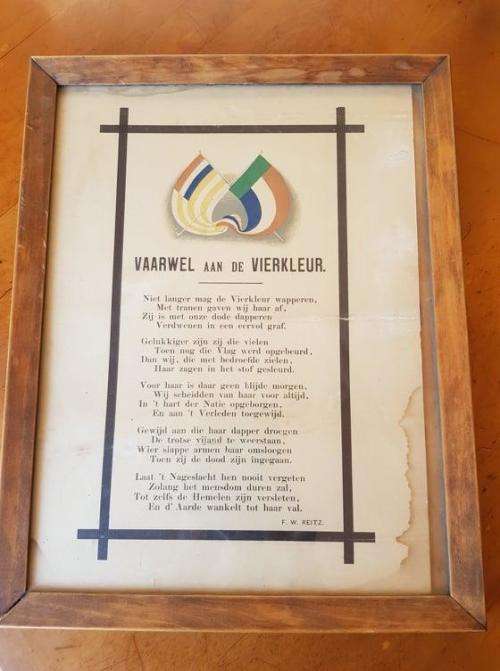 VAARWEL AAN DE VIERKLEUR.
Niet langer mag de Vierkleur wapperen,
Met tranen gaven wij haar af,
Zij is met onze dode dapperen
Verdwenen in een eervol graf.
Gelukkiger zijn zij die vielen
Toen nog die Vlag werd opgebeurd,
Dan wij, die met bedroefde zielen,
Haar zagen in het stof gesleurd.
Voor haar is daar geen blijde morgen,
Wij scheidden van haar voor altijd,
In 't hart der Natie opgeborgen,
En aan 't Verleden toegewijd.
Gewijd aan die haar dapper droegen
De trotse vijand te weerstaan,
Wier slappe armen haar omsloegen
Toen zij de dood zijn ingegaan.
Laat 't Nageslacht hen nooit vergeten
Zolang het mensdom duren zal,
Tot zelfs de Hemelen zijn versleten,
En d' Aarde wankelt tot haar val.
F. W. REITZ.